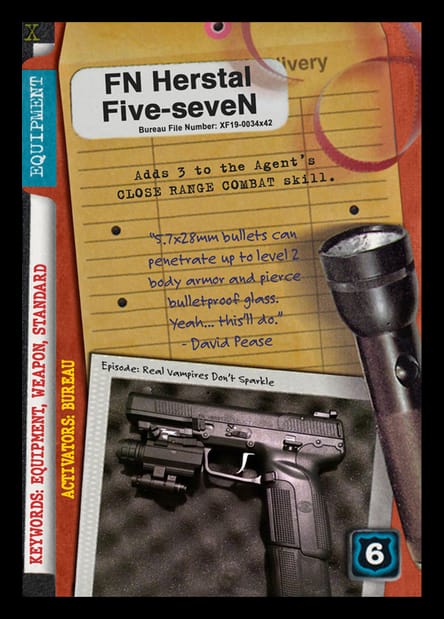 X
EQUIPMENT
ivery
FN Herstal
Five-seveN
Bureau File Number: XF19-0034x42
Adds 3 to the Agent's
CLOSE RANGE COMBAT skill.
"5.7x28mm bullets can
penetrate up to level 2
body armor and pierce
bulletproof glass.
Yeah... this'll do."
- David Pease
KEYWORDS: EQUIPMENT, WEAPON, STANDARD
ACTIVATORS: BUREAU
Episode: Real Vampires Don't Sparkle
6